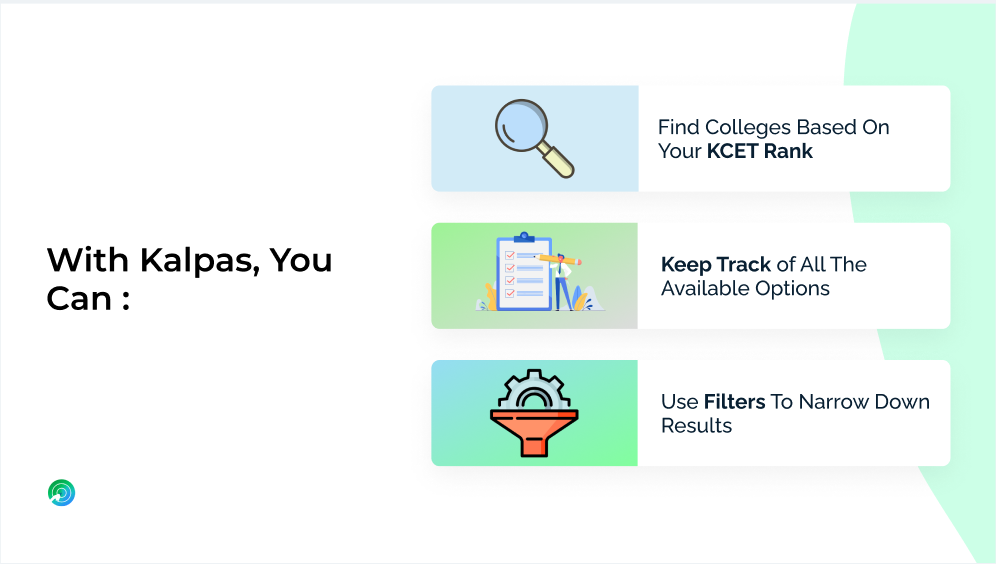 With Kalpas, You
Can :
Find Colleges Based On
Your KCET Rank
Keep Track of All The
Available Options
Use Filters To Narrow Down
Results